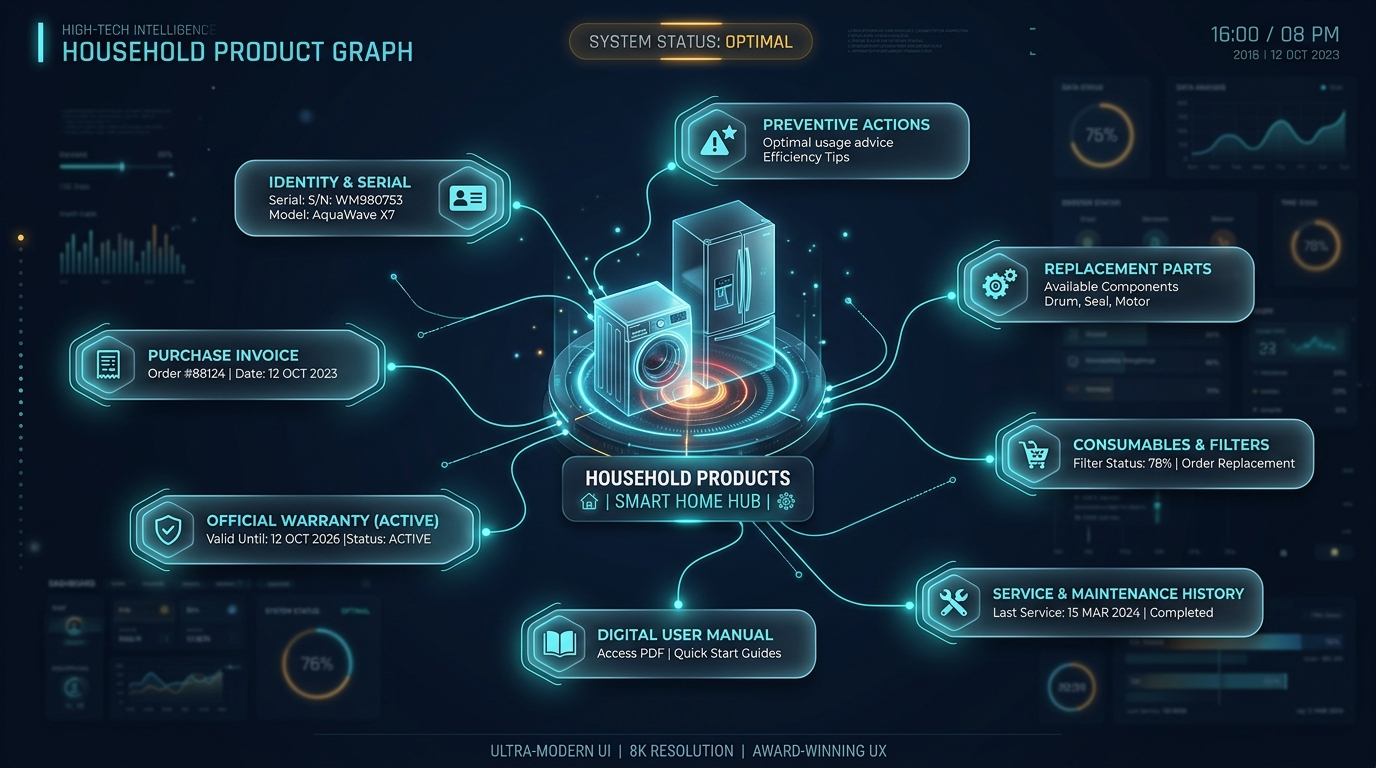 HIGH-TECH INTELLIGENCE
HOUSEHOLD PRODUCT GRAPH
SYSTEM STATUS: OPTIMAL
16:00 / 08 PM
2016 | 12 OCT 2023
PREVENTIVE ACTIONS
Optimal usage advice
Efficiency Tips
IDENTITY & SERIAL
Serial: S/N: WM980753
Model: AquaWave X7
REPLACEMENT PARTS
Available Components
Drum, Seal, Motor
PURCHASE INVOICE
Order #88124 | Date: 12 OCT 2023
CONSUMABLES & FILTERS
Filter Status: 78% | Order Replacement
HOUSEHOLD PRODUCTS
| SMART HOME HUB |
OFFICIAL WARRANTY (ACTIVE)
Valid Until: 12 OCT 2026 |Status: ACTIVE
SERVICE & MAINTENANCE HISTORY
Last Service: 15 MAR 2024 | Completed
DIGITAL USER MANUAL
Access PDF | Quick Start Guides
DATA STATUS
75%
DATA ANALYSIS
78%
DASHBOARD
SYSTEM STATUS: OPTIMAL
76%
ULTRA-MODERN UI | 8K RESOLUTION | AWARD-WINNING UX